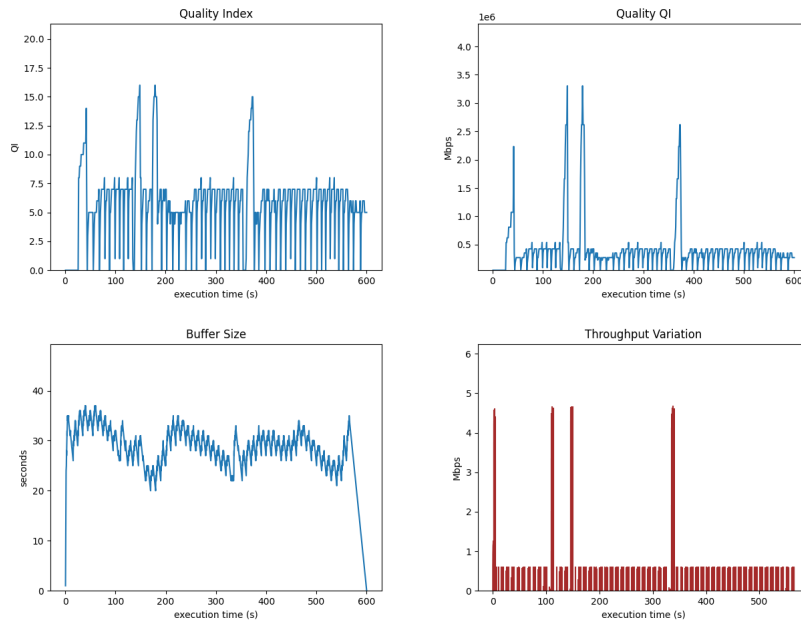 Quality Index
20.0
17.5
15.0
12.5
10.0
7.5
5.0
2.5
0.0
QI
0 100 200 300 400 500 600
execution time (s)
Quality QI
1e6
4.0
3.5
3.0
2.5
2.0
1.5
1.0
0.5
Mbps
0 100 200 300 400 500 600
execution time (s)
Buffer Size
40
30
20
10
0
seconds
0 100 200 300 400 500 600
execution time (s)
Throughput Variation
6
5
4
3
2
1
0
Mbps
0 100 200 300 400 500
execution time (s)